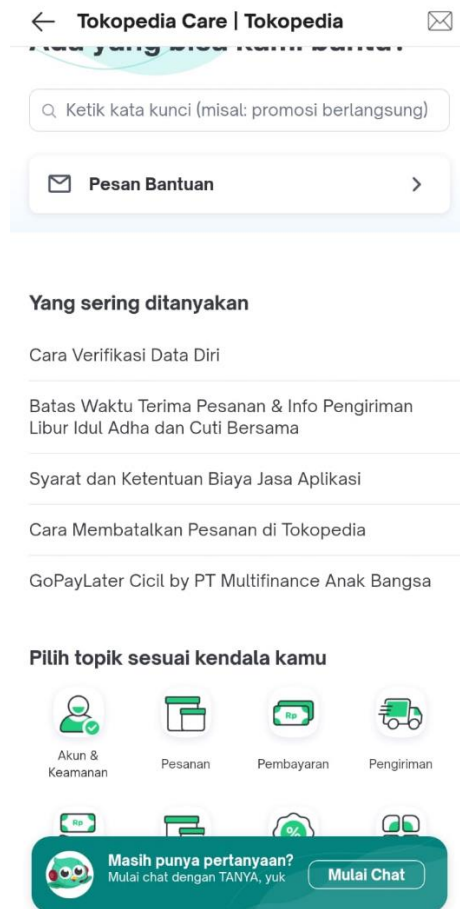 Tokopedia Care | Tokopedia
Ketik kata kunci (misal: promosi berlangsung)
Pesan Bantuan
Yang sering ditanyakan
Cara Verifikasi Data Diri
Batas Waktu Terima Pesanan & Info Pengiriman
Libur Idul Adha dan Cuti Bersama
Syarat dan Ketentuan Biaya Jasa Aplikasi
Cara Membatalkan Pesanan di Tokopedia
GoPayLater Cicil by PT Multifinance Anak Bangsa
Pilih topik sesuai kendala kamu
Rp
Akun &
Keamanan
Pesanan
Pembayaran
Pengiriman
Rp
%
Masih punya pertanyaan?
Mulai chat dengan TANYA, yuk
Mulai Chat